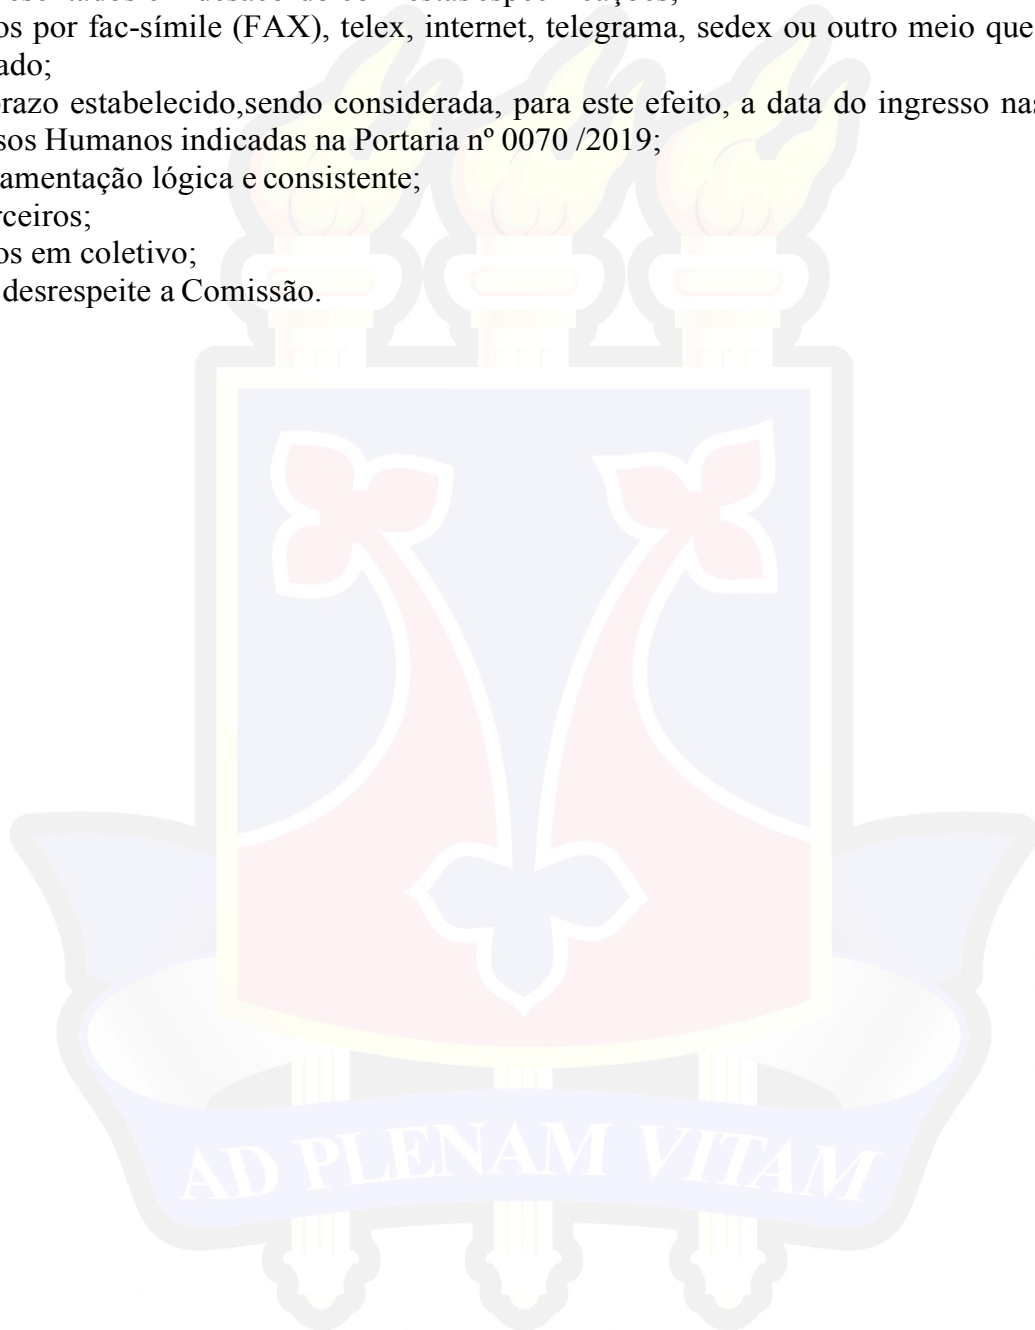 os por fac-símile (FAX), telex, internet, telegrama, sedex ou outro meio que
ado;
prazo estabelecido,sendo considerada, para este efeito, a data do ingresso nas
sos Humanos indicadas na Portaria nº 0070 /2019;
amentação lógica e consistente;
rceiros;
os em coletivo;
desrespeite a Comissão.
AD PLENAM VITAM